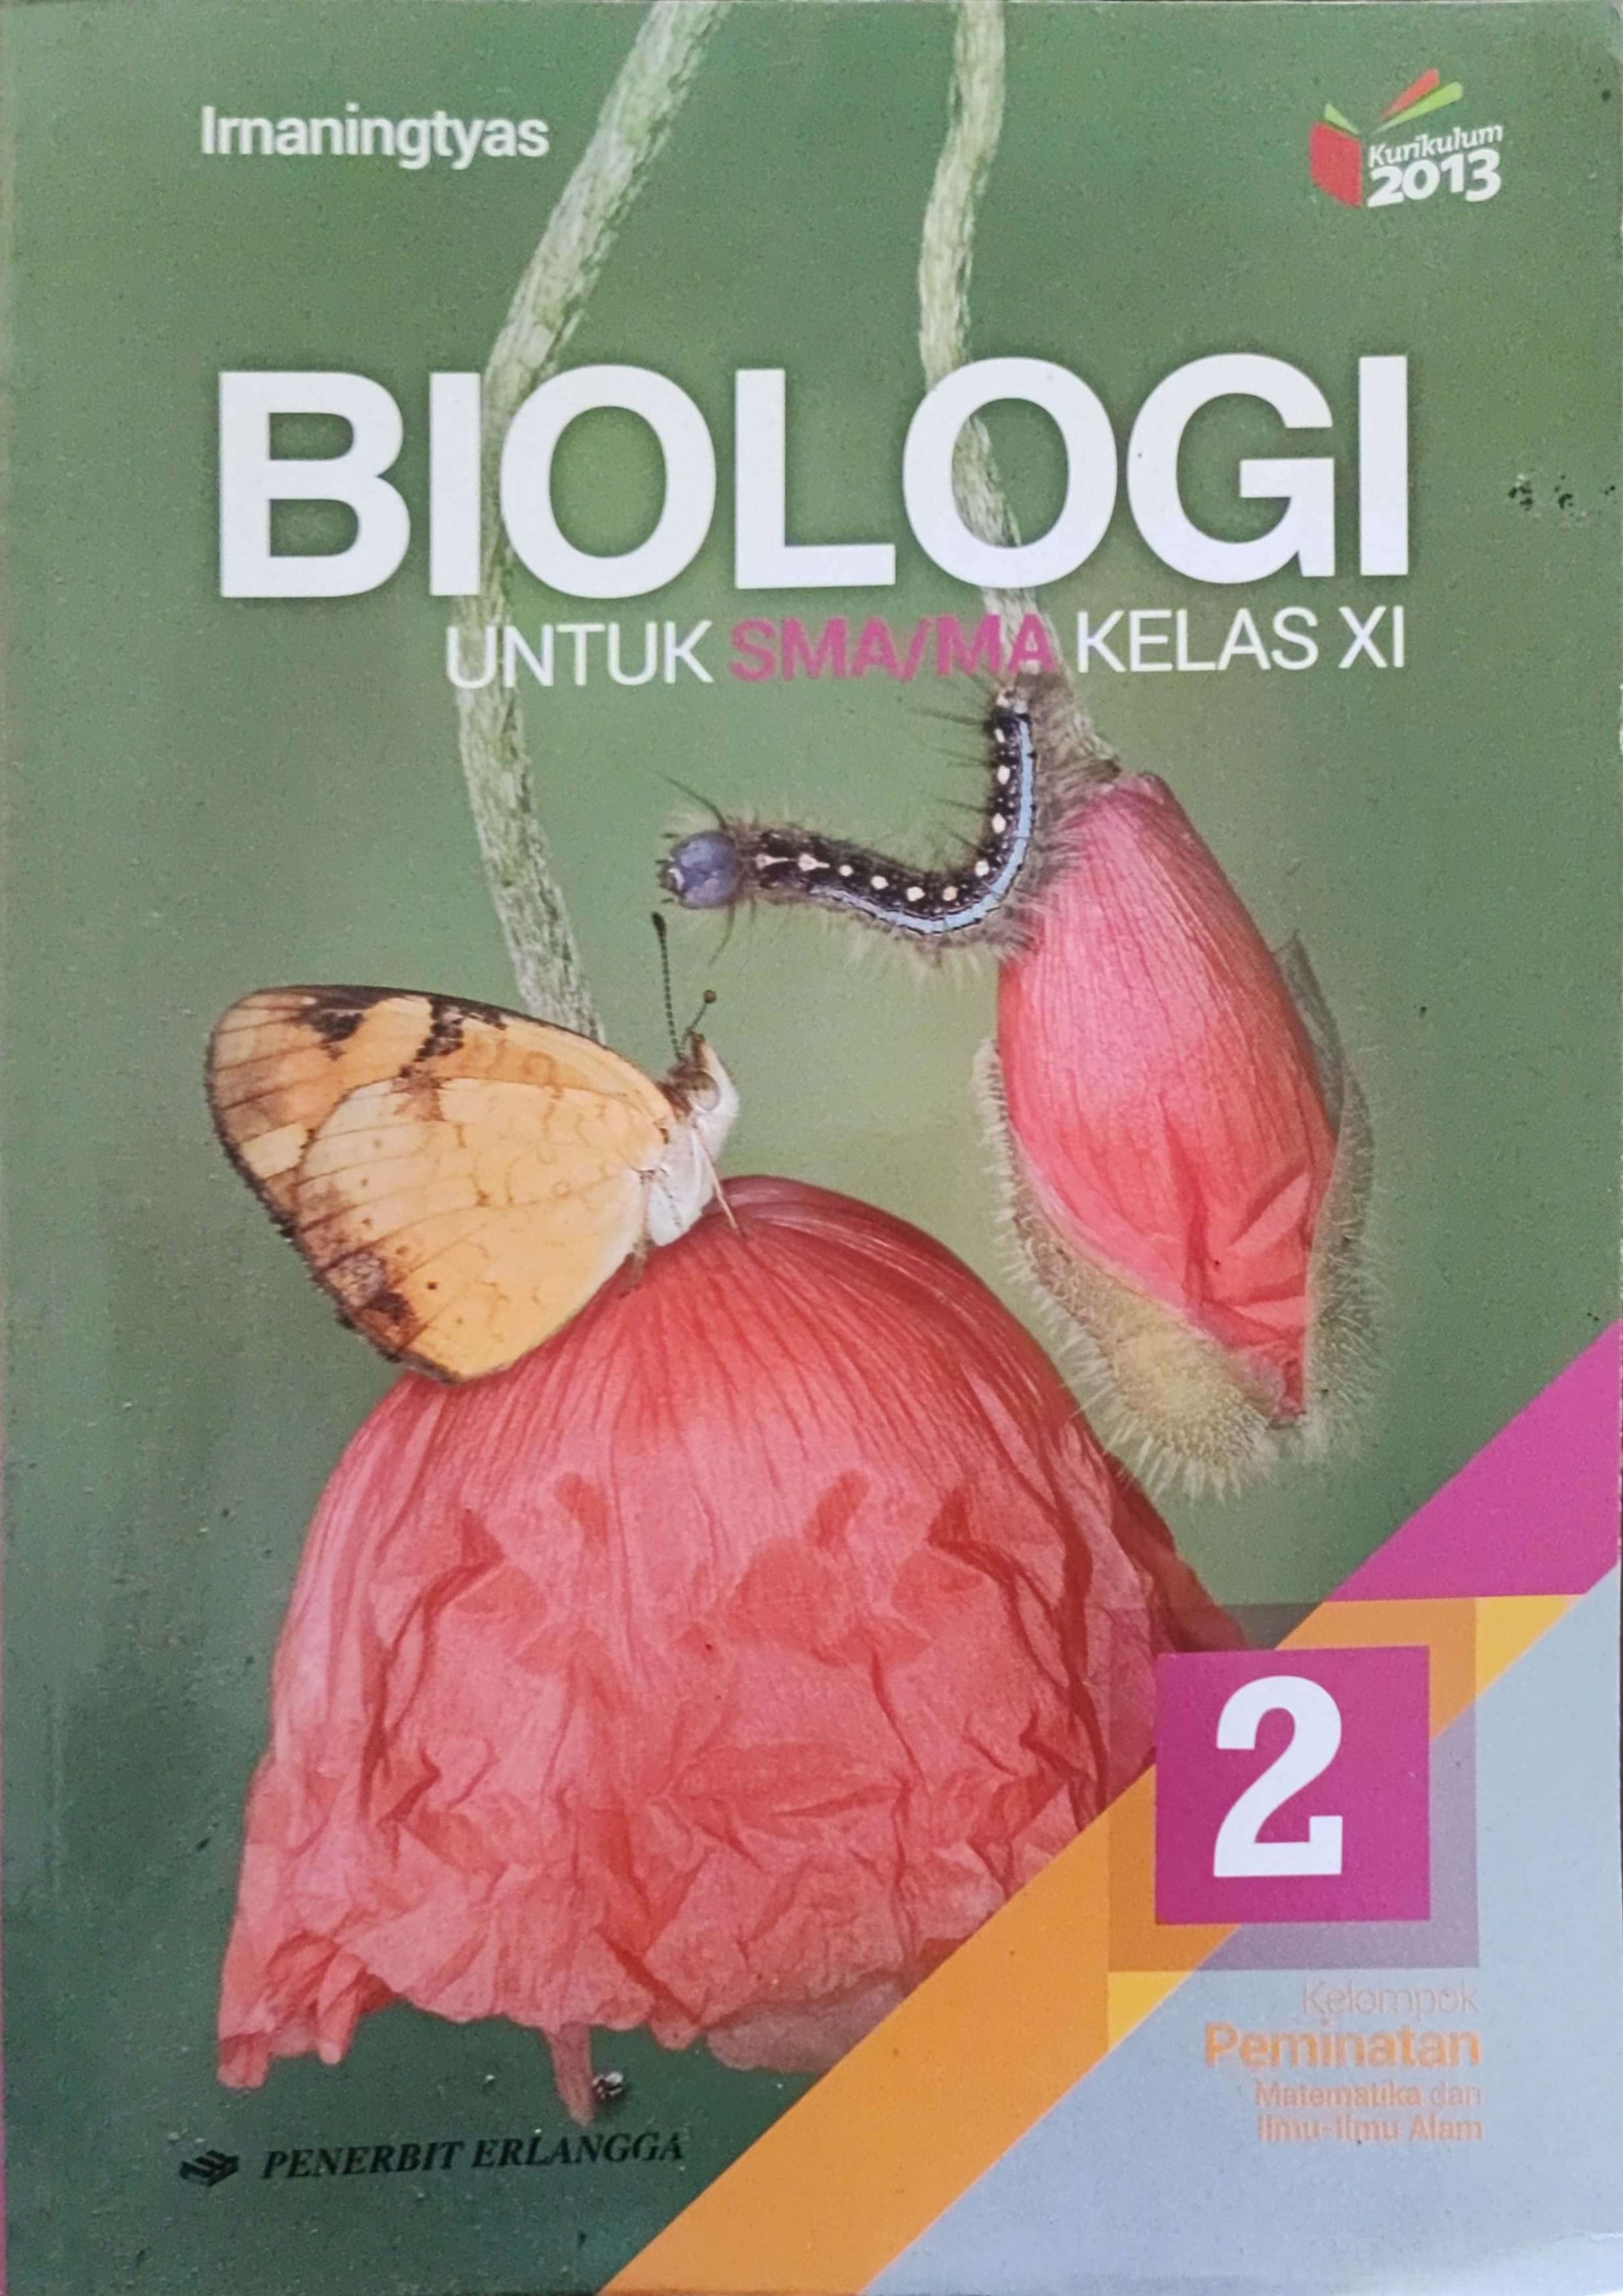 Irnaningtyas
Kurikulum
2013
BIOLOGI
UNTUK SMA/MA KELAS XI
2
Kelompok
Peminatan
Matematika dan
Ilmu-Ilmu Alam
PENERBIT ERLANGGA